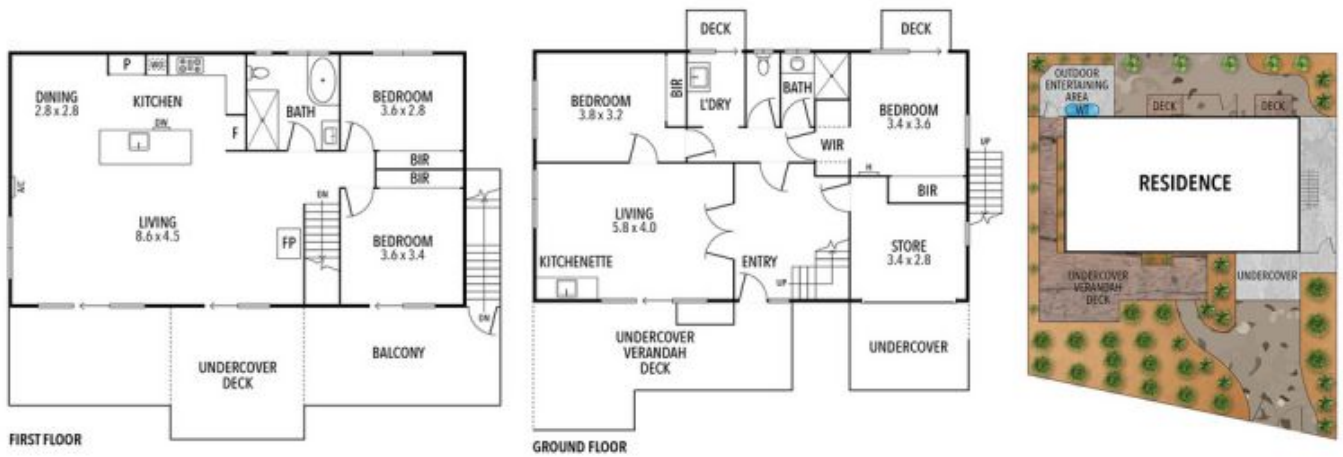 P
DINING
2.8 x 2.8
KITCHEN
DW
F
BATH
BEDROOM
3.6 x 2.8
BIR
BIR
A/C
LIVING
8.6 x 4.5
FP
DN
BEDROOM
3.6 x 3.4
DN
UNDERCOVER
DECK
BALCONY
FIRST FLOOR
DECK
DECK
BEDROOM
3.8 x 3.2
BIR
L'DRY
BATH
BEDROOM
3.4 x 3.6
WIR
H
UP
BIR
LIVING
5.8 x 4.0
KITCHENETTE
ENTRY
UP
STORE
3.4 x 2.8
UNDERCOVER
VERANDAH
DECK
UNDERCOVER
GROUND FLOOR
OUTDOOR
ENTERTAINING
AREA
WT
DECK
DECK
RESIDENCE
UNDERCOVER
VERANDAH
DECK
UNDERCOVER